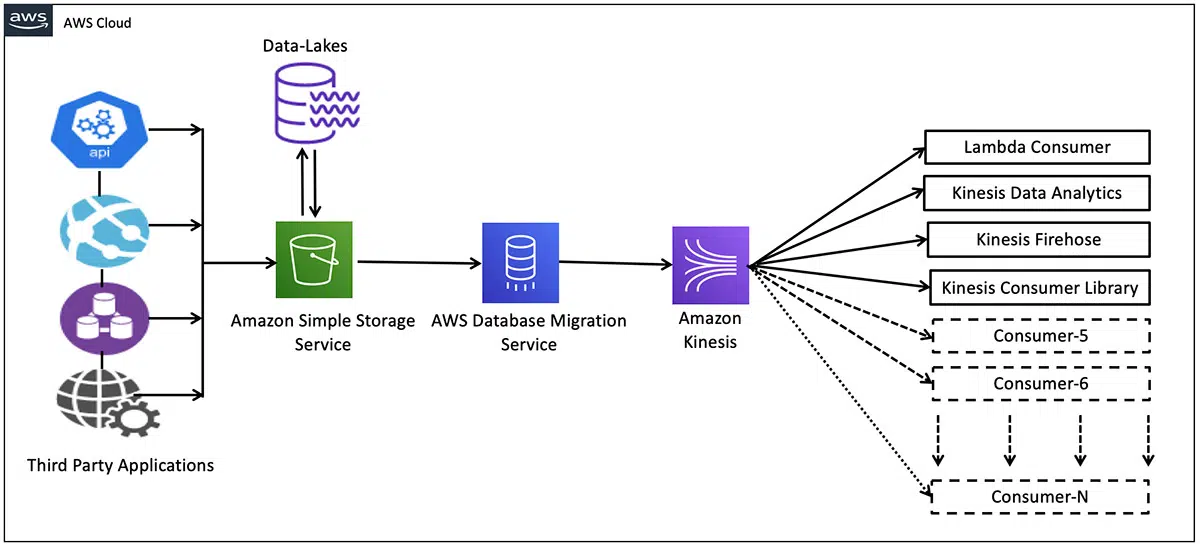 aws
AWS Cloud
Data-Lakes
api
Amazon Simple Storage
Service
AWS Database Migration
Service
Amazon
Kinesis
Third Party Applications
Lambda Consumer
Kinesis Data Analytics
Kinesis Firehose
Kinesis Consumer Library
Consumer-5
Consumer-6
Consumer-N